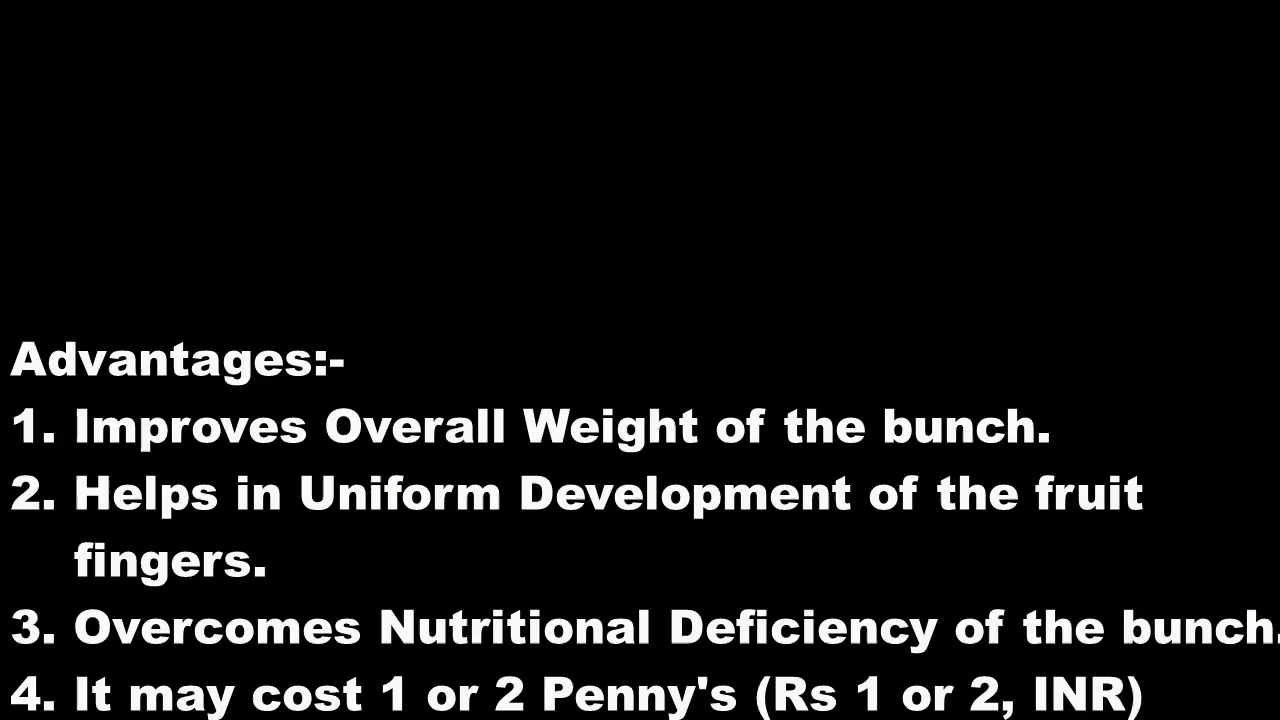 Advantages:-
1. Improves Overall Weight of the bunch.
2. Helps in Uniform Development of the fruit
fingers.
3. Overcomes Nutritional Deficiency of the bunch.
4. It may cost 1 or 2 Penny's (Rs 1 or 2, INR)